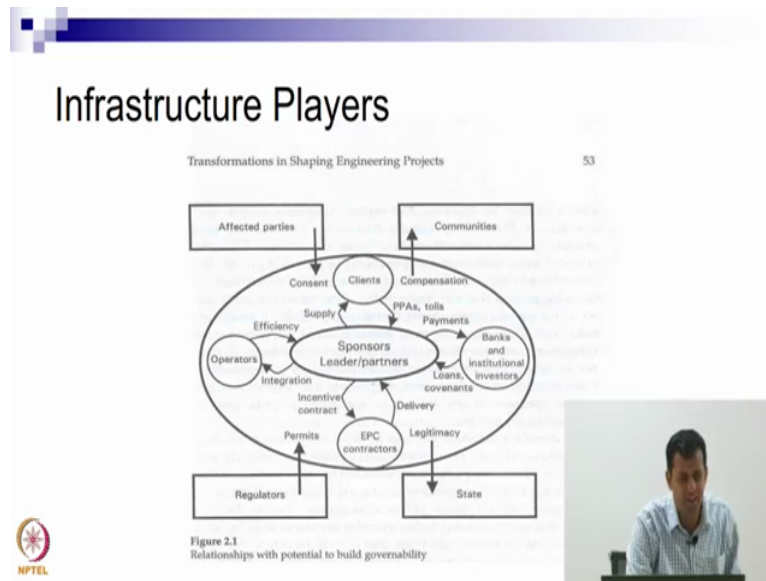 Infrastructure Players
Transformations in Shaping Engineering Projects 53
Affected parties
Communities
Consent
Clients
Compensation
Supply
PPAs, tolls
Efficiency
Payments
Operators
Sponsors
Leader/partners
Banks
and
institutional
investors
Integration
Loans,
covenants
Incentive
contract
Delivery
Permits
EPC
contractors
Legitimacy
Regulators
State
Figure 2.1
Relationships with potential to build governability
NPTEL